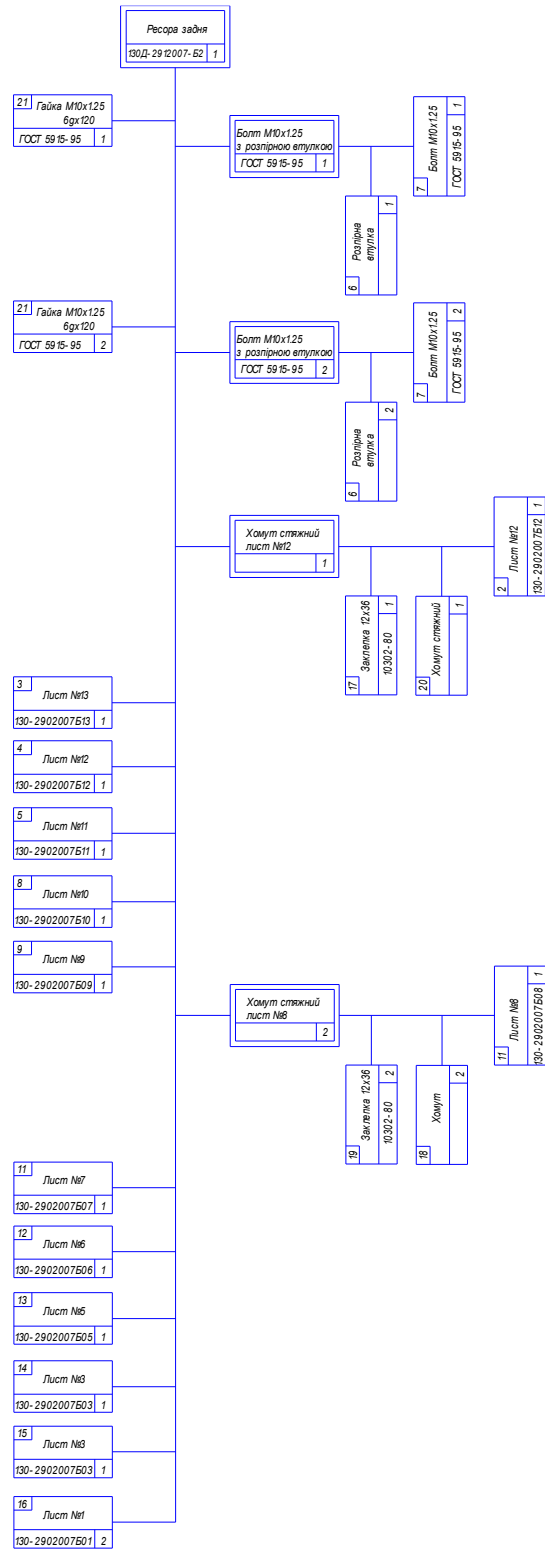 Ресора задня
130Д-2912007-Б2 1
21 Гайка М10х1.25
6gх120
ГОСТ 5915-95 1
Болт М10х1.25
з розпірною втулкою
ГОСТ 5915-95 1
6 Розпірна
втулка
1
7 Болт М10х1.25 1
ГОСТ 5915-95
21 Гайка М10х1.25
6gх120
ГОСТ 5915-95 2
Болт М10х1.25
з розпірною втулкою
ГОСТ 5915-95 2
6 Розпірна
втулка
2
7 Болт М10х1.25 2
ГОСТ 5915-95
Хомут стяжний
лист №12
1
17 Заклепка 12х36 1
10302-80
20 Хомут стяжний 1
2 Лист №12 1
130-2902007Б12
3 Лист №13
130-2902007Б13 1
4 Лист №12
130-2902007Б12 1
5 Лист №11
130-2902007Б11 1
8 Лист №10
130-2902007Б10 1
9 Лист №9
130-2902007Б09 1
Хомут стяжний
лист №8
2
19 Заклепка 12х36 2
10302-80
18 Хомут 2
11 Лист №8 1
130-2902007Б08
11 Лист №7
130-2902007Б07 1
12 Лист №6
130-2902007Б06 1
13 Лист №5
130-2902007Б05 1
14 Лист №3
130-2902007Б03 1
15 Лист №3
130-2902007Б03 1
16 Лист №1
130-2902007Б01 2